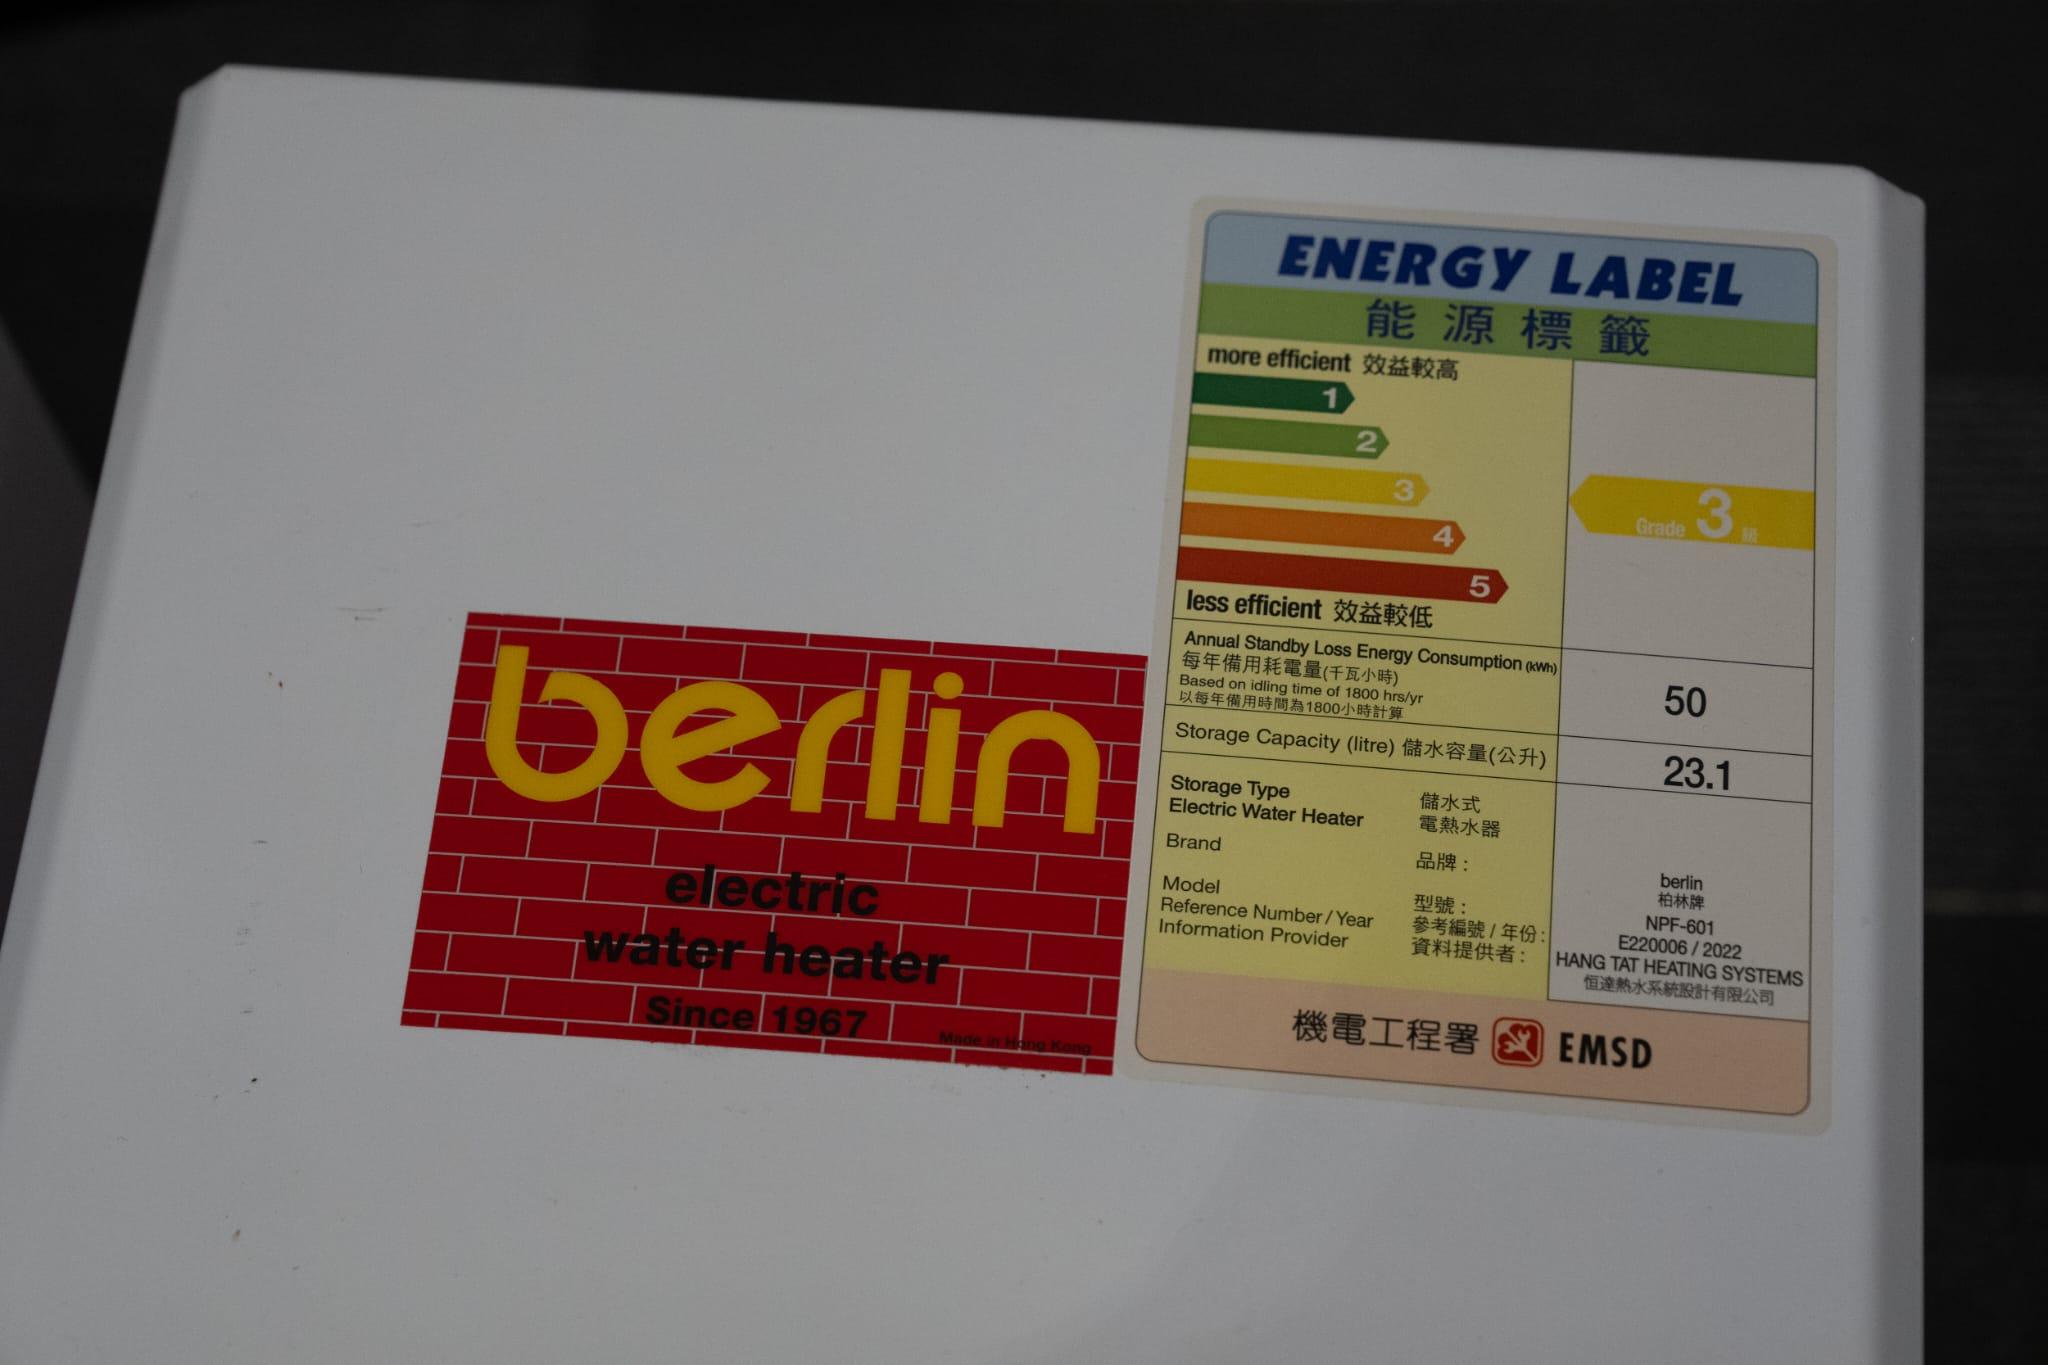 berlin
electric
water heater
Since 1967
Made in Hong Kong
ENERGY LABEL
能源標籤
more efficient 效益較高
1
2
3
4
5
less efficient 效益較低
Grade 3 級
Annual Standby Loss Energy Consumption (kWh)
每年備用耗電量(千瓦小時)
Based on idling time of 1800 hrs/yr
以每年備用時間為1800小時計算
50
Storage Capacity (litre) 儲水容量(公升)
23.1
Storage Type 儲水式
Electric Water Heater 電熱水器
Brand 品牌:
berlin
柏林牌
Model 型號:
NPF-601
Reference Number / Year 參考編號 / 年份:
E220006 / 2022
Information Provider 資料提供者:
HANG TAT HEATING SYSTEMS
恒達熱水系統設計有限公司
機電工程署 EMSD